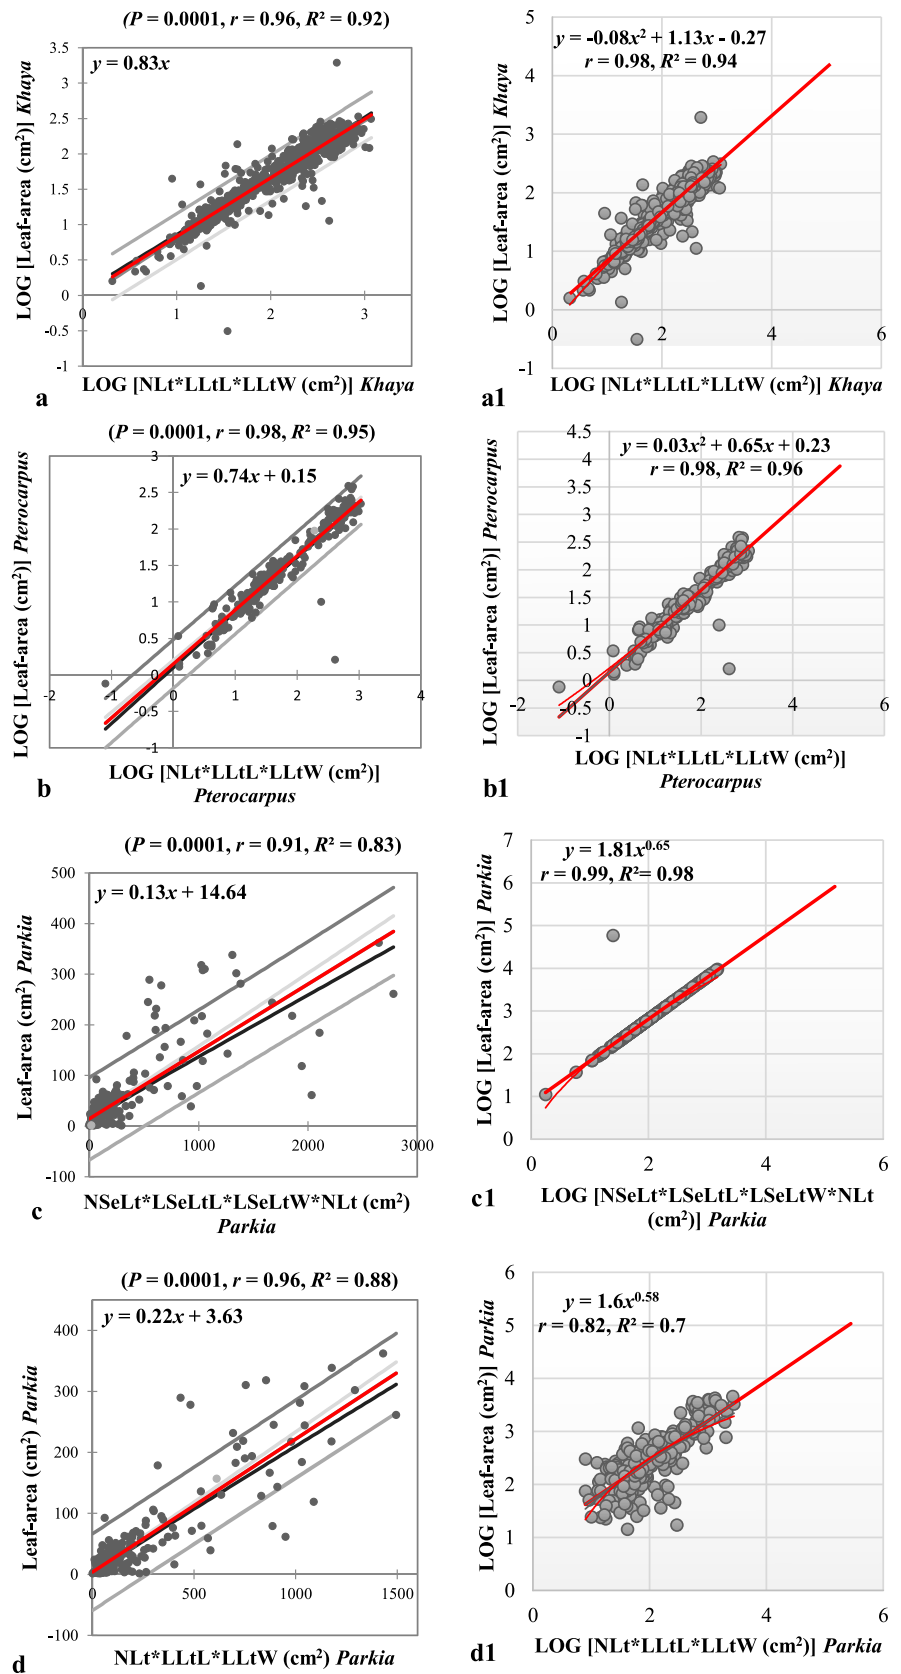 (P = 0.0001, r = 0.96, R² = 0.92)
y = 0.83x
3.5
3
2.5
2
1.5
1
0.5
0
-0.5
-1
0
1
2
3
LOG [Leaf-area (cm²)] Khaya
LOG [NLt*LLtL*LLtW (cm²)] Khaya
a
y = -0.08x² + 1.13x - 0.27
r = 0.98, R² = 0.94
5
4
3
2
1
0
-1
0
2
4
6
LOG [Leaf-area (cm²)] Khaya
LOG [NLt*LLtL*LLtW (cm²)] Khaya
a1
(P = 0.0001, r = 0.98, R² = 0.95)
y = 0.74x + 0.15
3
2.5
2
1.5
1
0.5
0
-0.5
-1
-2
-1
0
1
2
3
4
LOG [Leaf-area (cm²)] Pterocarpus
LOG [NLt*LLtL*LLtW (cm²)]
Pterocarpus
b
y = 0.03x² + 0.65x + 0.23
r = 0.98, R² = 0.96
4.5
4
3.5
3
2.5
2
1.5
1
0.5
0
-0.5
-1
-2
0
2
4
6
LOG [Leaf-area (cm²)] Pterocarpus
LOG [NLt*LLtL*LLtW (cm²)]
Pterocarpus
b1
(P = 0.0001, r = 0.91, R² = 0.83)
y = 0.13x + 14.64
500
400
300
200
100
0
-100
0
1000
2000
3000
Leaf-area (cm²) Parkia
NSeLt*LSeLtL*LSeLtW*NLt (cm²)
Parkia
c
y = 1.81x^0.65
r = 0.99, R²= 0.98
7
6
5
4
3
2
1
0
0
2
4
6
LOG [Leaf-area (cm²)] Parkia
LOG [NSeLt*LSeLtL*LSeLtW*NLt
(cm²)] Parkia
c1
(P = 0.0001, r = 0.96, R² = 0.88)
y = 0.22x + 3.63
400
300
200
100
0
-100
0
500
1000
1500
Leaf-area (cm²) Parkia
NLt*LLtL*LLtW (cm²) Parkia
d
y = 1.6x^0.58
r = 0.82, R² = 0.7
6
5
4
3
2
1
0
0
2
4
6
LOG [Leaf-area (cm²)] Parkia
LOG [NLt*LLtL*LLtW (cm²)] Parkia
d1